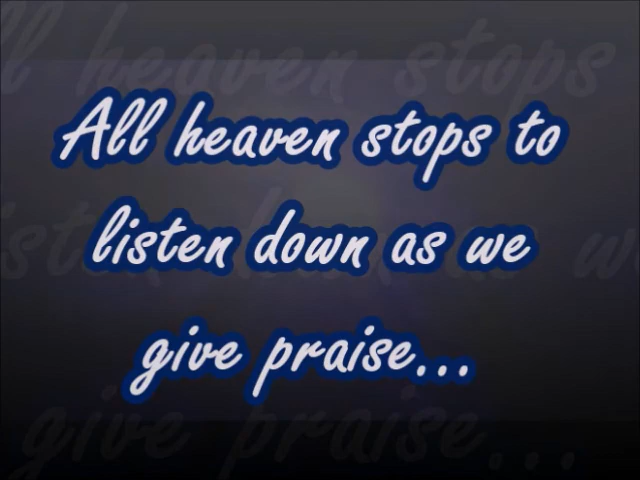 All heaven stops to
listen down as we
give praise...